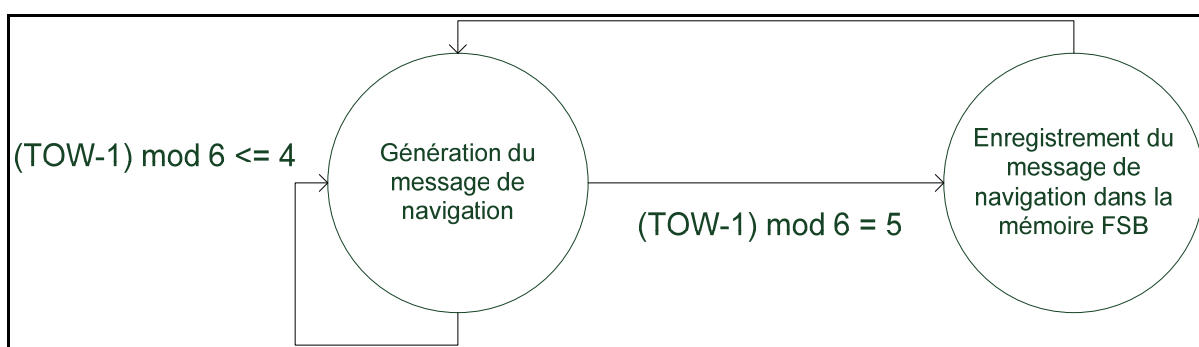 (TOW-1) mod 6 <= 4
Génération du
message de
navigation
(TOW-1) mod 6 = 5
Enregistrement du
message de
navigation dans la
mémoire FSB